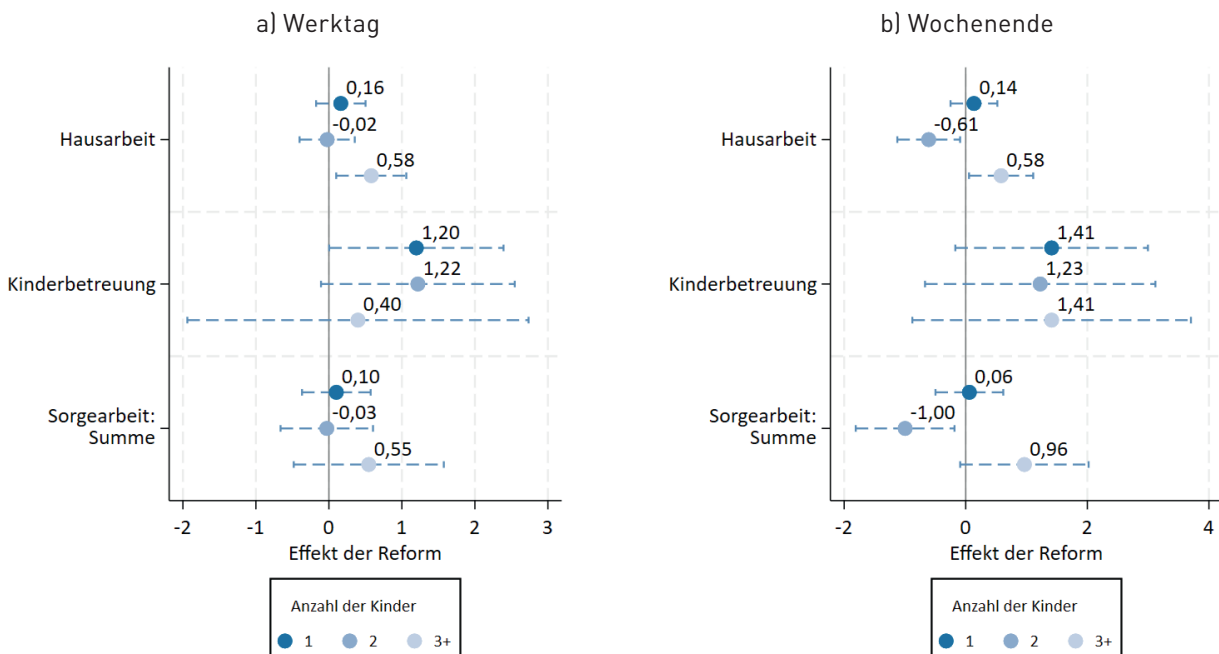 a) Werktag
0,16
-0,02
Hausarbeit
0,58
1,20
1,22
Kinderbetreuung
0,40
0,10
-0,03
Sorgearbeit:
Summe
0,55
-2 -1 0 1 2 3
Effekt der Reform
Anzahl der Kinder
1 2 3+
b) Wochenende
0,14
-0,61
Hausarbeit
0,58
1,41
1,23
Kinderbetreuung
1,41
0,06
-1,00
Sorgearbeit:
Summe
0,96
-2 0 2 4
Effekt der Reform
Anzahl der Kinder
1 2 3+